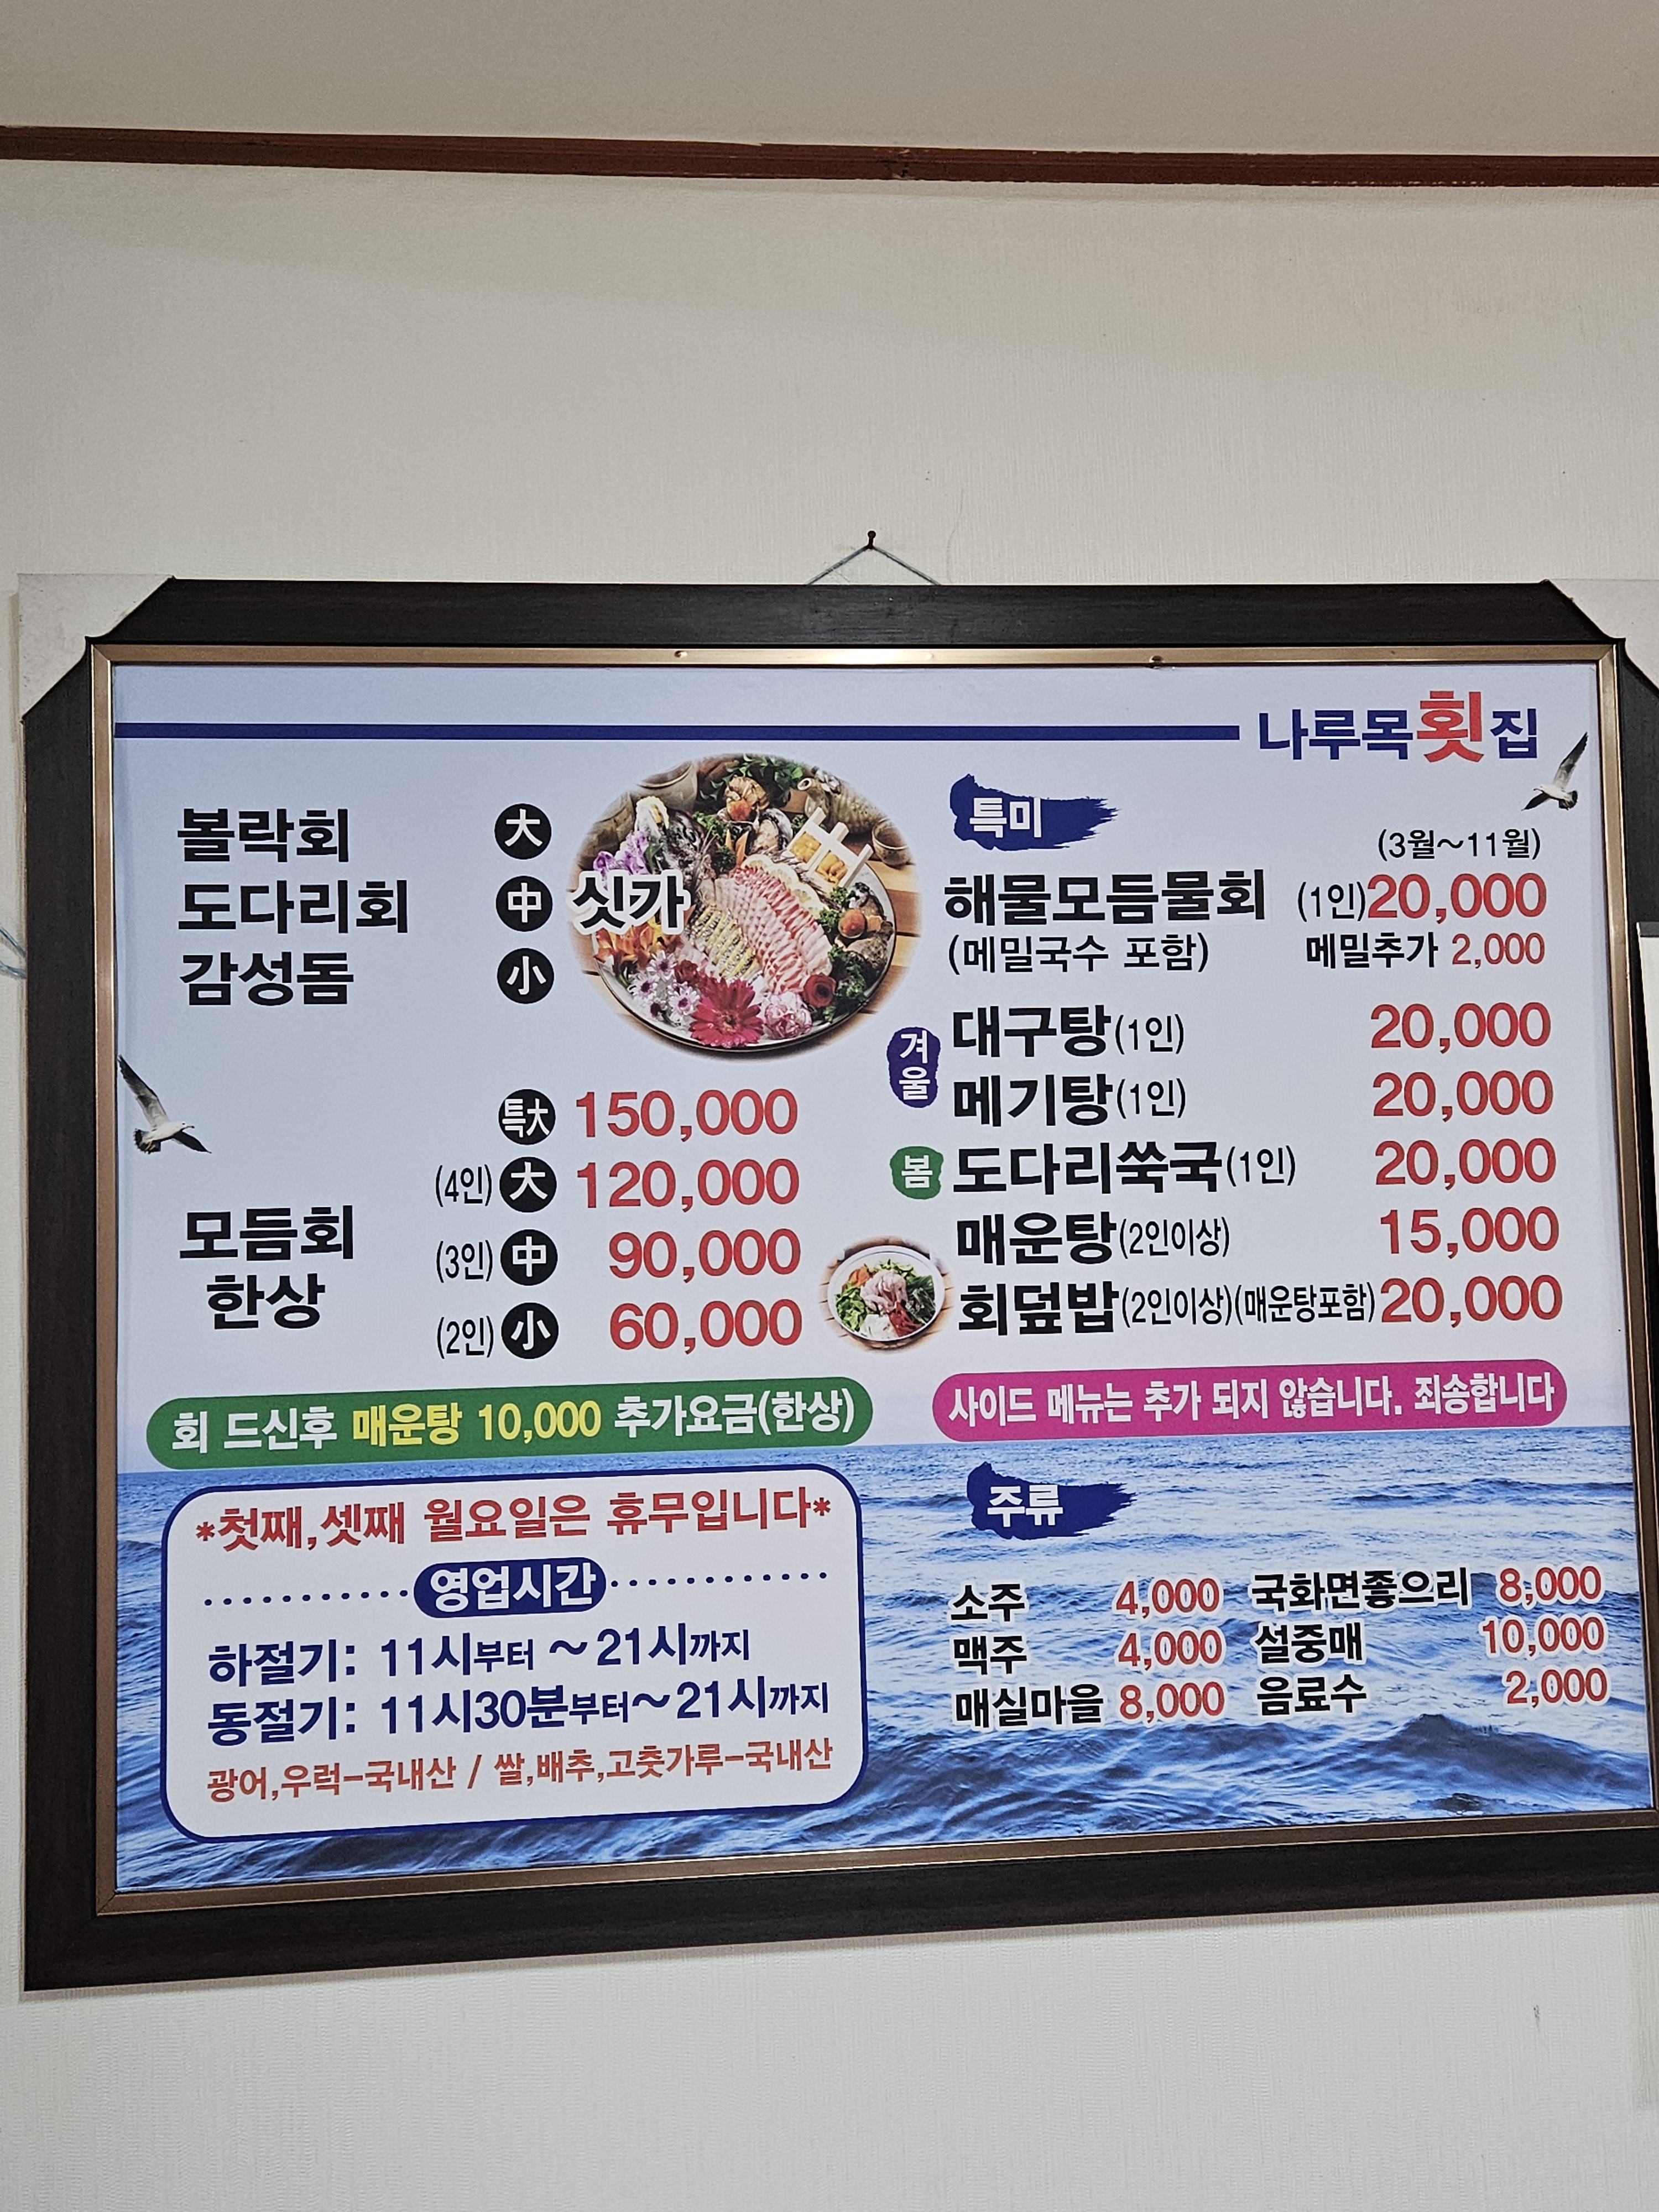 나루목횟집
볼락회 大
도다리회 中 싯가
감성돔 小
특大 150,000
(4인) 大 120,000
모듬회
한상
(3인) 中 90,000
(2인) 小 60,000
회 드신후 매운탕 10,000 추가요금(한상)
특미
(3월~11월)
해물모듬물회 (1인)20,000
(메밀국수 포함) 메밀추가 2,000
겨울
대구탕(1인) 20,000
메기탕(1인) 20,000
봄 도다리쑥국(1인) 20,000
매운탕(2인이상) 15,000
회덮밥(2인이상)(매운탕포함) 20,000
사이드 메뉴는 추가 되지 않습니다. 죄송합니다
*첫째,셋째 월요일은 휴무입니다*
영업시간
하절기: 11시부터 ~ 21시까지
동절기: 11시30분부터~21시까지
광어,우럭-국내산 / 쌀,배추,고춧가루-국내산
주류
소주 4,000 국화면좋으리 8,000
맥주 4,000 설중매 10,000
매실마을 8,000 음료수 2,000